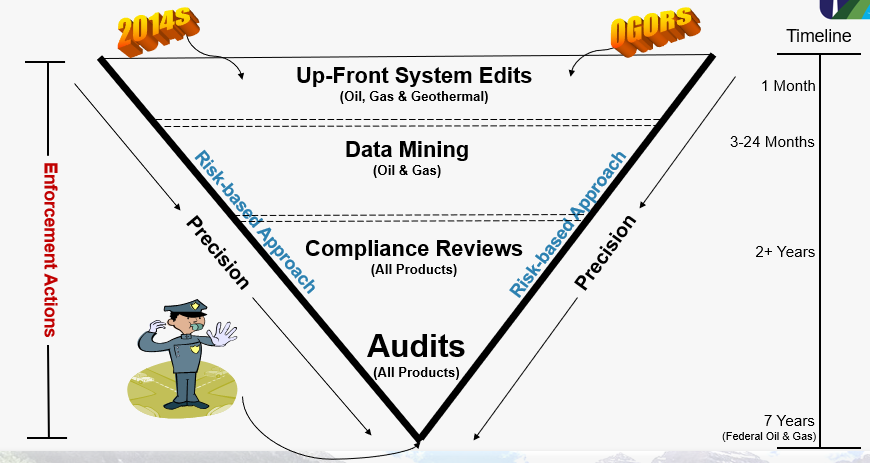 2014S
OGORS
Timeline
Up-Front System Edits
(Oil, Gas & Geothermal)
1 Month
Data Mining
(Oil & Gas)
3-24 Months
Enforcement Actions
Risk-based Approach
Risk-based Approach
Precision
Precision
Compliance Reviews
(All Products)
2+ Years
Audits
(All Products)
7 Years
(Federal Oil & Gas)